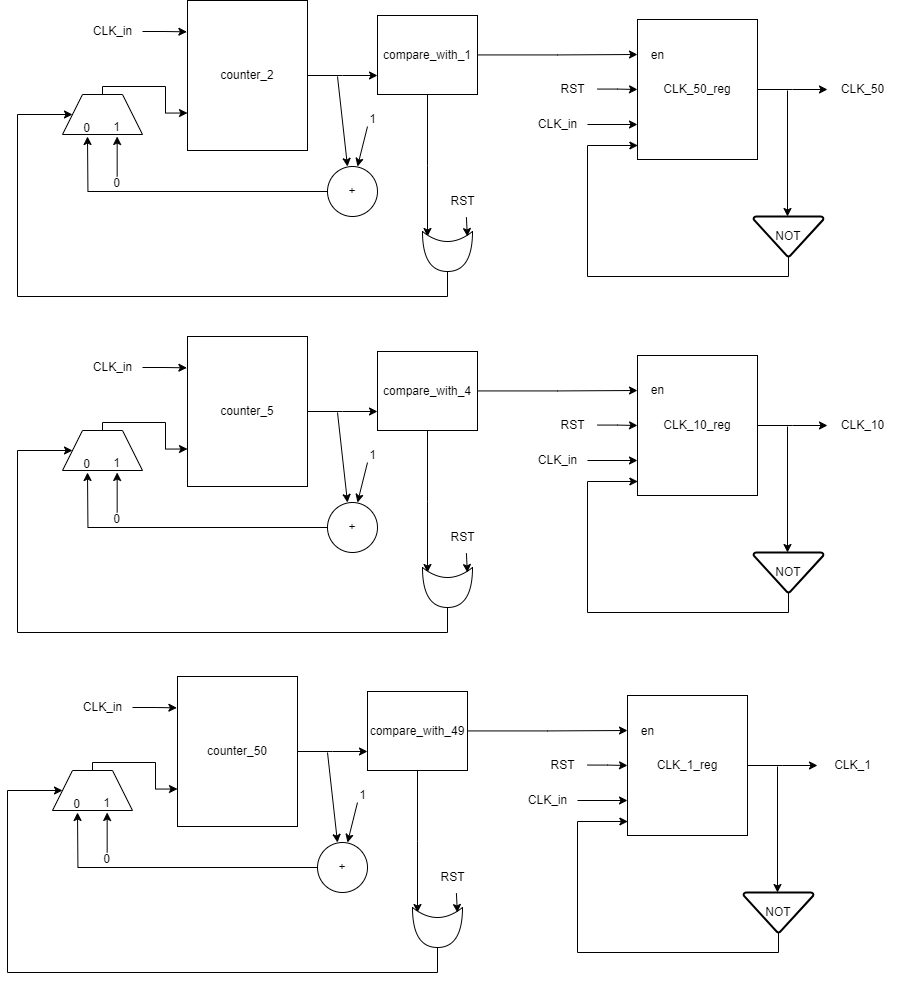 CLK_in
counter_2
compare_with_1
en
RST
CLK_50_reg
CLK_in
CLK_50
0 1
0
1
+
RST
NOT
CLK_in
counter_5
compare_with_4
en
RST
CLK_10_reg
CLK_in
CLK_10
0 1
0
1
+
RST
NOT
CLK_in
counter_50
compare_with_49
en
RST
CLK_1_reg
CLK_in
CLK_1
0 1
0
1
+
RST
NOT